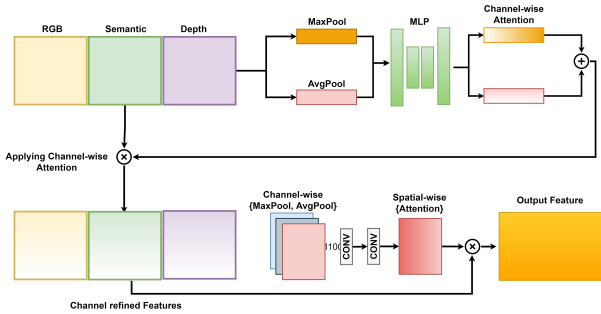 RGB
Semantic
Depth
MaxPool
AvgPool
MLP
Channel-wise
Attention
Applying Channel-wise
Attention
Channel-wise
{MaxPool, AvgPool}
1100
CONV
CONV
Spatial-wise
{Attention}
Output Feature
Channel refined Features